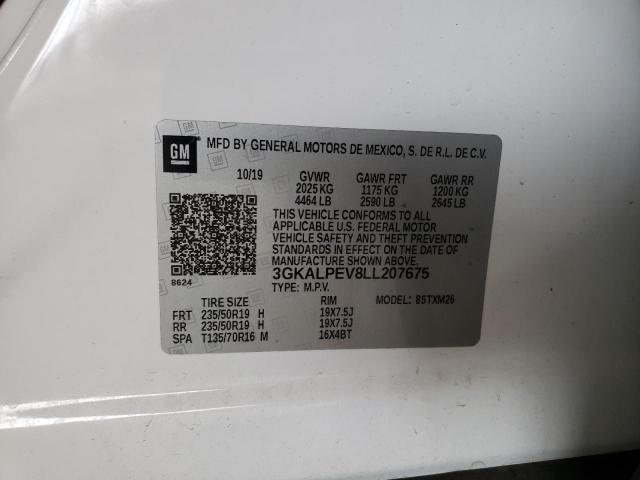 GM MFD BY GENERAL MOTORS DE MEXICO, S. DE R.L. DE C.V.
10/19 GVWR GAWR FRT GAWR RR
2025 KG 1175 KG 1200 KG
4464 LB 2590 LB 2645 LB
THIS VEHICLE CONFORMS TO ALL
APPLICABLE U.S. FEDERAL MOTOR
VEHICLE SAFETY AND THEFT PREVENTION
STANDARDS IN EFFECT ON THE DATE OF
MANUFACTURE SHOWN ABOVE.
3GKALPEV8LL207675
8624
TYPE: M.P.V. MODEL: 85TXM26
TIRE SIZE RIM
FRT 235/50R19 H 19X7.5J
RR 235/50R19 H 19X7.5J
SPA T135/70R16 M 16X4BT